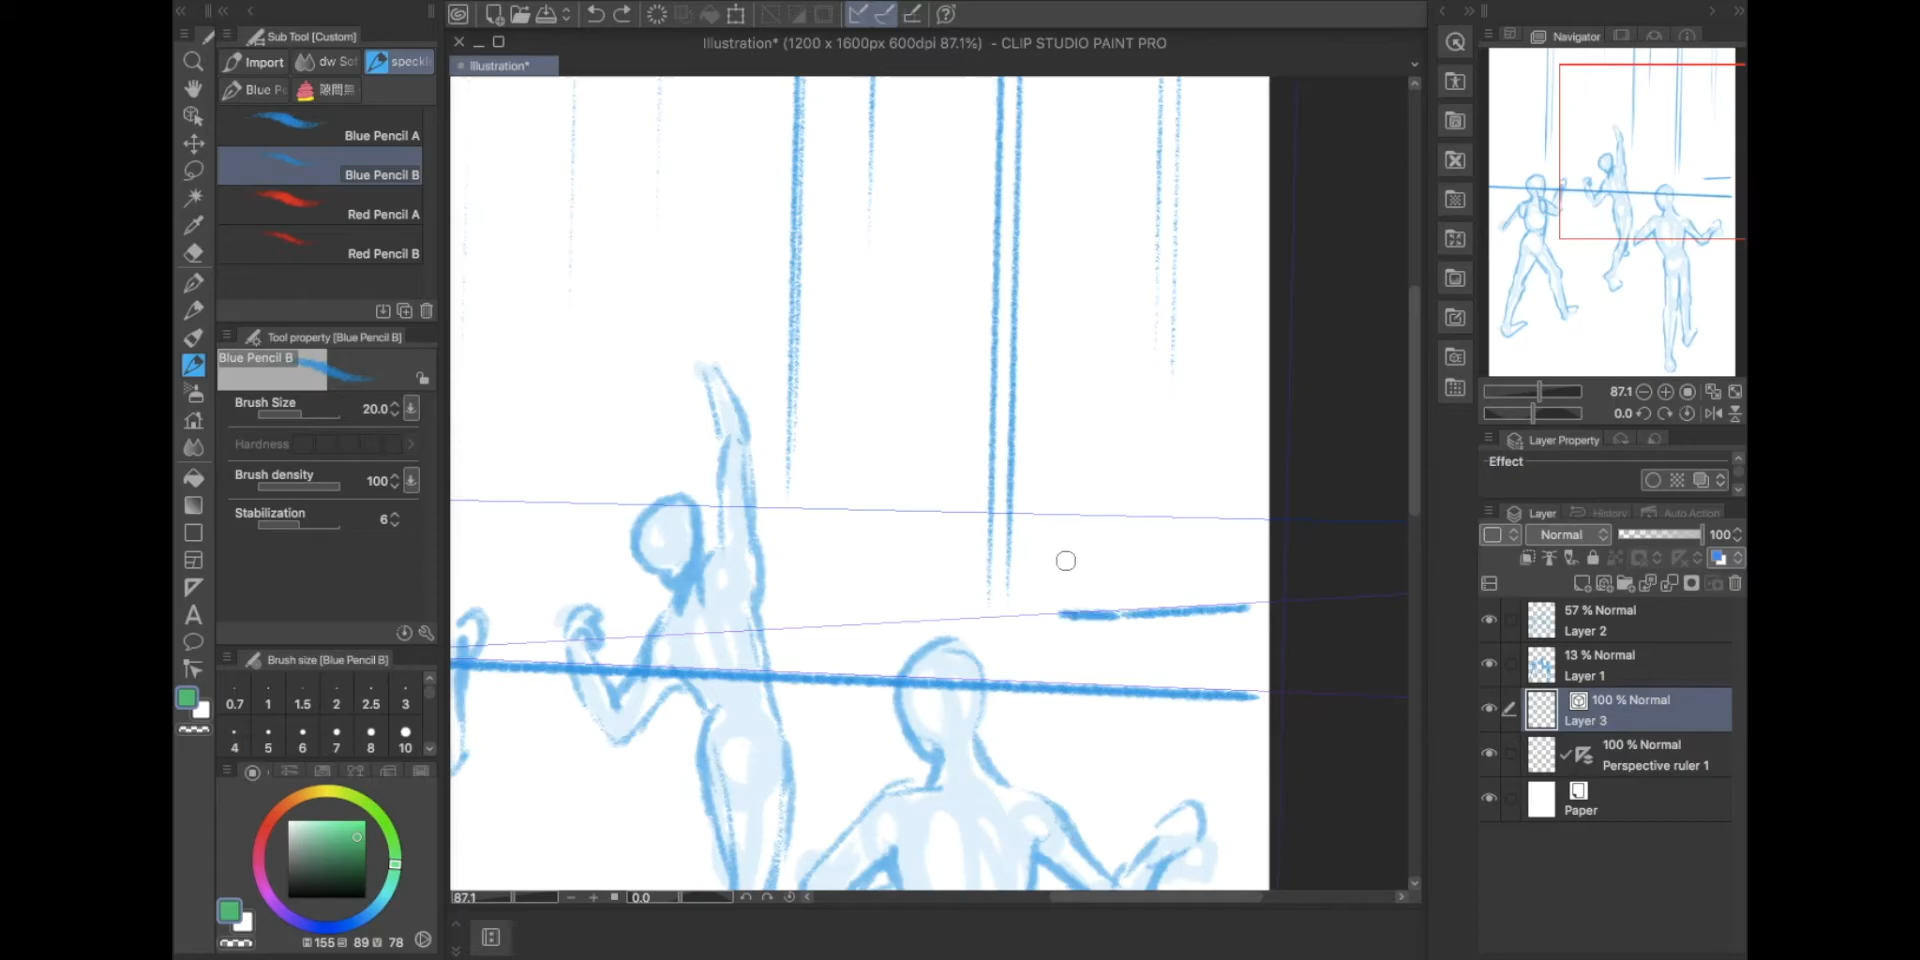 Illustration* (1200 x 1600px 600dpi 87.1%) - CLIP STUDIO PAINT PRO
Illustration*
Sub Tool [Custom]
Import
dw Sof
speckl
Blue P
Blue Pencil A
Blue Pencil B
Red Pencil A
Red Pencil B
Tool property [Blue Pencil B]
Blue Pencil B
Brush Size
20.0
Hardness
Brush density
100
Stabilization
6
Brush size [Blue Pencil B]
0.7 1 1.5 2 2.5 3
4 5 6 7 8 10
155 89 78
87.1
0.0
Navigator
87.1
0.0
Layer Property
Effect
Layer
History
Auto Action
Normal
100
57 % Normal
Layer 2
13 % Normal
Layer 1
100 % Normal
Layer 3
100 % Normal
Perspective ruler 1
Paper